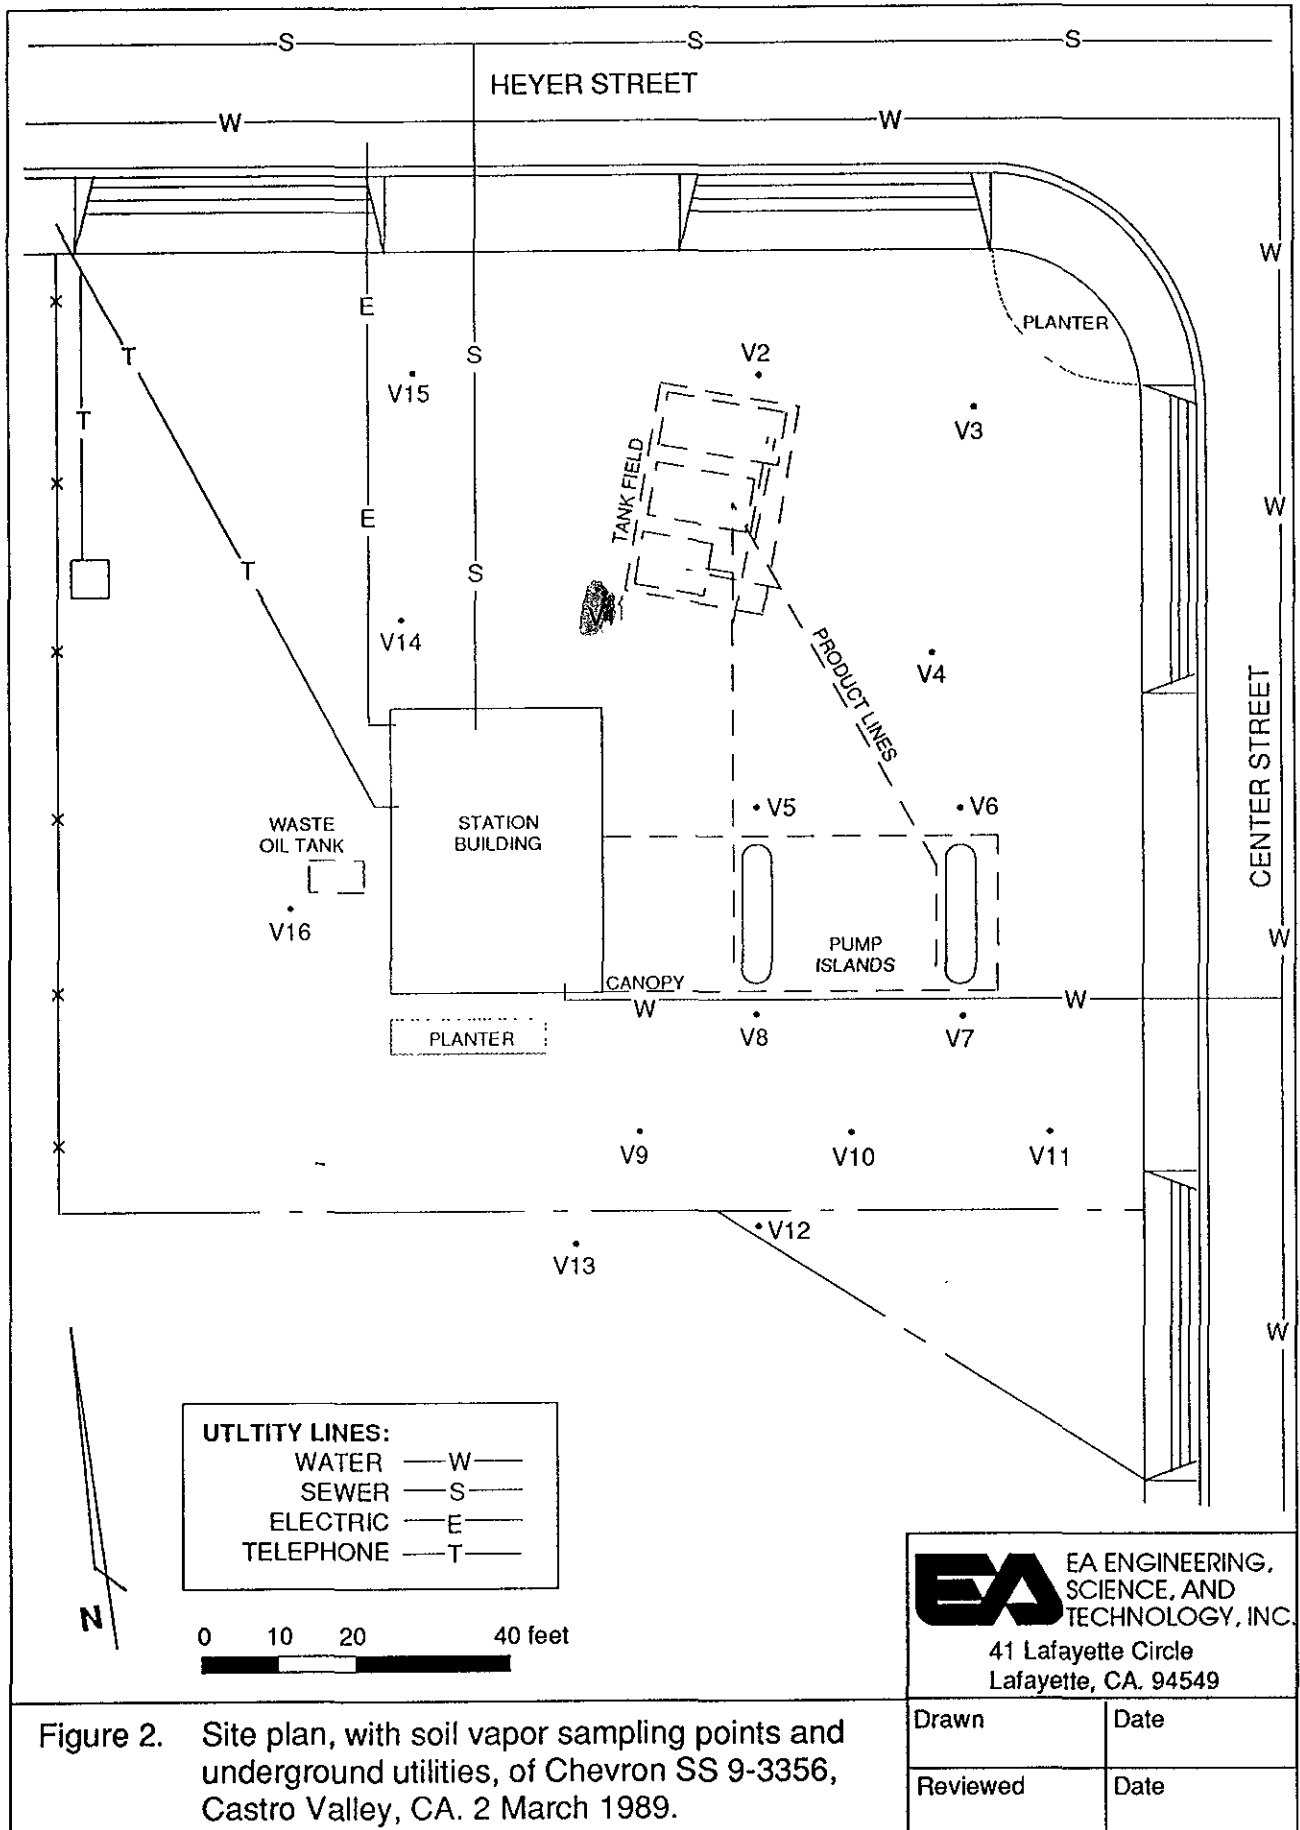 S S S
HEYER STREET
W W
W
PLANTER
E
T
S
V2
V15
V3
T
TANK FIELD
W
E
T
S
V14
PRODUCT LINES
V4
CENTER STREET
V5
V6
WASTE
OIL TANK
STATION
BUILDING
V16
PUMP
ISLANDS
W
CANOPY
W
W
PLANTER
V8
V7
V9
V10
V11
V12
V13
W
UTLTITY LINES:
WATER W
SEWER S
ELECTRIC E
TELEPHONE T
N
0 10 20 40 feet
EA
EA ENGINEERING,
SCIENCE, AND
TECHNOLOGY, INC.
41 Lafayette Circle
Lafayette, CA. 94549
Drawn Date
Reviewed Date
Figure 2. Site plan, with soil vapor sampling points and
underground utilities, of Chevron SS 9-3356,
Castro Valley, CA. 2 March 1989.